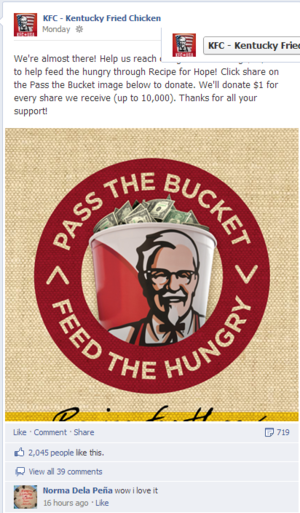 KFC - Kentucky Fried Chicken
Monday
KFC - Kentucky Fried
We're almost there! Help us reach
to help feed the hungry through Recipe for Hope! Click share on
the Pass the Bucket image below to donate. We'll donate $1 for
every share we receive (up to 10,000). Thanks for all your
support!
PASS THE BUCKET
FEED THE HUNGRY
Like · Comment · Share
719
2,045 people like this.
View all 39 comments
Norma Dela Peña wow i love it
16 hours ago · Like